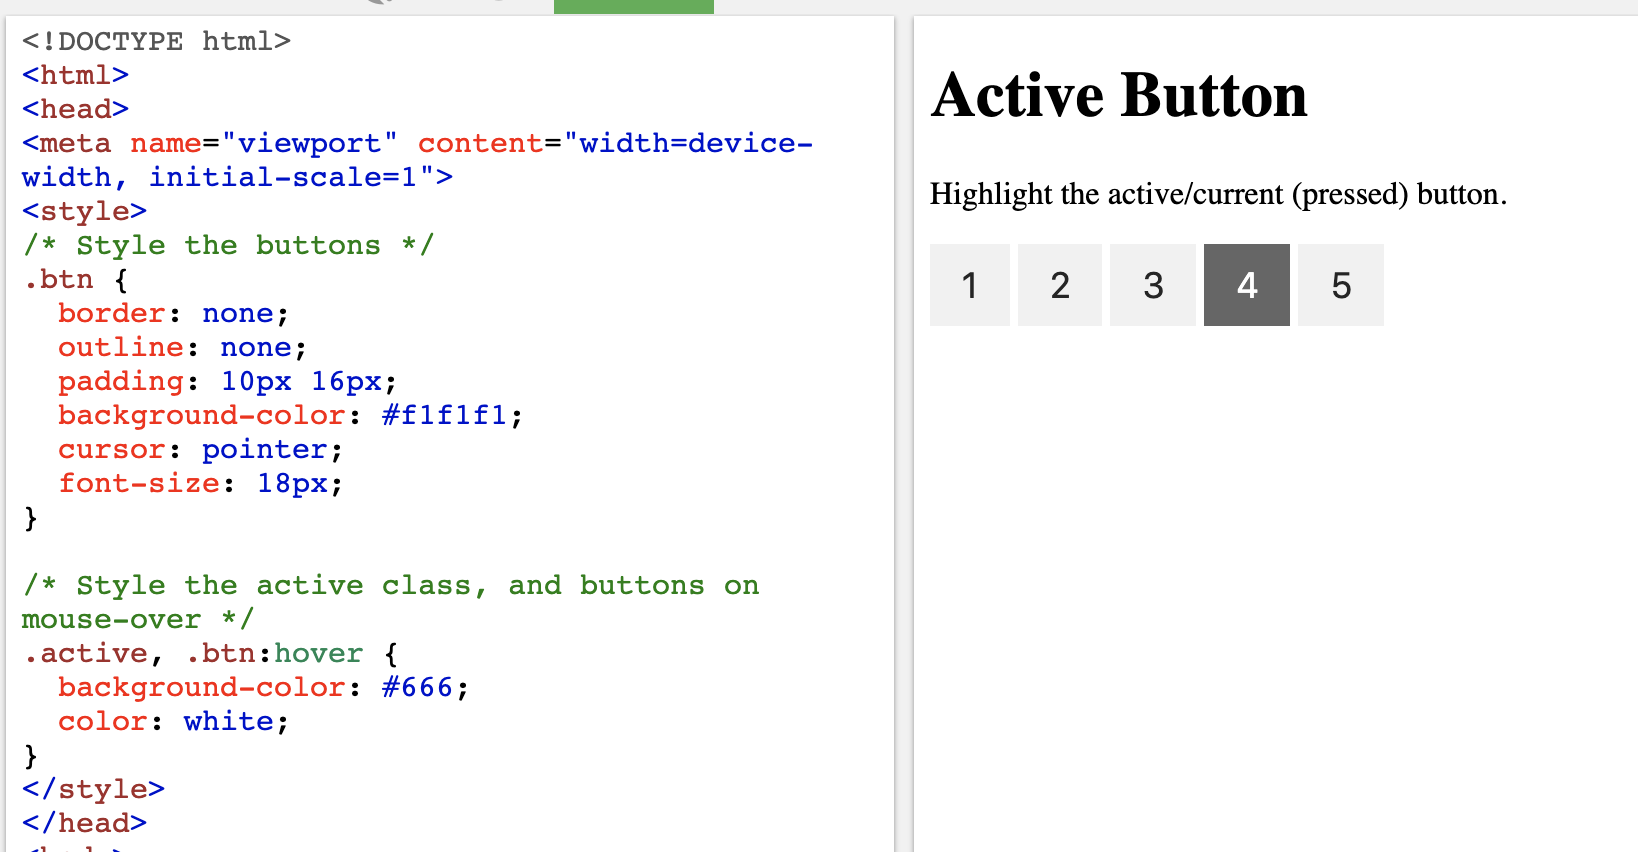 <!DOCTYPE html>
<html>
<head>
<meta name="viewport" content="width=device-
width, initial-scale=1">
<style>
/* Style the buttons */
.btn {
  border: none;
  outline: none;
  padding: 10px 16px;
  background-color: #f1f1f1;
  cursor: pointer;
  font-size: 18px;
}

/* Style the active class, and buttons on
mouse-over */
.active, .btn:hover {
  background-color: #666;
  color: white;
}
</style>
</head>
Active Button
Highlight the active/current (pressed) button.
1 2 3 4 5